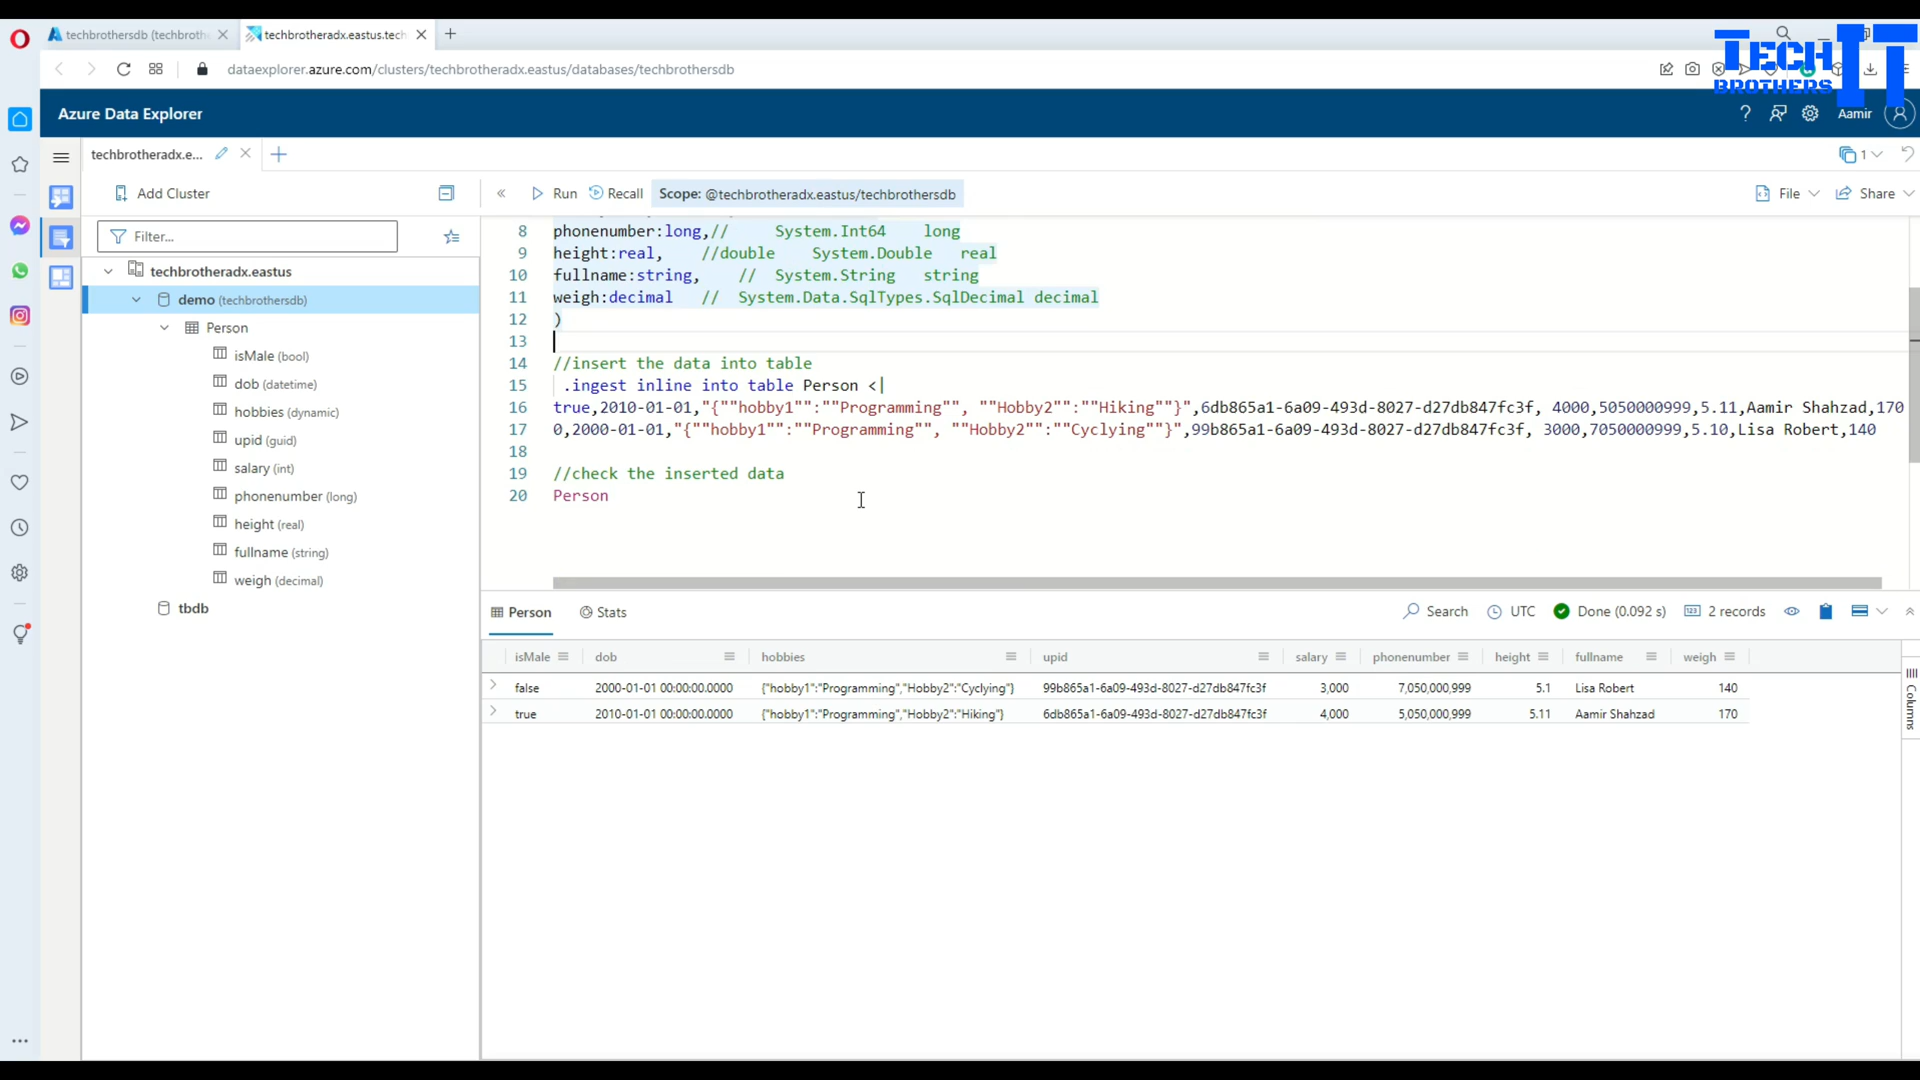 techbrothersdb (techbroth
techbrotheradx.eastus.tech
dataexplorer.azure.com/clusters/techbrotheradx.eastus/databases/techbrothersdb
TECH
BROTHERS
IT
Azure Data Explorer
Aamir
techbrotheradx.e...
1
Add Cluster
Run
Recall
Scope: @techbrotheradx.eastus/techbrothersdb
File
Share
Filter...
techbrotheradx.eastus
demo (techbrothersdb)
Person
isMale (bool)
dob (datetime)
hobbies (dynamic)
upid (guid)
salary (int)
phonenumber (long)
height (real)
fullname (string)
weigh (decimal)
tbdb
8 phonenumber:long,// System.Int64 long
9 height:real, //double System.Double real
10 fullname:string, // System.String string
11 weigh:decimal // System.Data.SqlTypes.SqlDecimal decimal
12 )
13
14 //insert the data into table
15 .ingest inline into table Person <|
16 true,2010-01-01,"{""hobby1"":""Programming"", ""Hobby2"":""Hiking""}",6db865a1-6a09-493d-8027-d27db847fc3f, 4000,5050000999,5.11,Aamir Shahzad,170
17 0,2000-01-01,"{""hobby1"":""Programming"", ""Hobby2"":""Cyclying""}",99b865a1-6a09-493d-8027-d27db847fc3f, 3000,7050000999,5.10,Lisa Robert,140
18
19 //check the inserted data
20 Person
Person Stats Search UTC Done (0.092 s) 2 records
isMale dob hobbies upid salary phonenumber height fullname weigh
false 2000-01-01 00:00:00.0000 {"hobby1":"Programming","Hobby2":"Cyclying"} 99b865a1-6a09-493d-8027-d27db847fc3f 3,000 7,050,000,999 5.1 Lisa Robert 140
true 2010-01-01 00:00:00.0000 {"hobby1":"Programming","Hobby2":"Hiking"} 6db865a1-6a09-493d-8027-d27db847fc3f 4,000 5,050,000,999 5.11 Aamir Shahzad 170
Columns